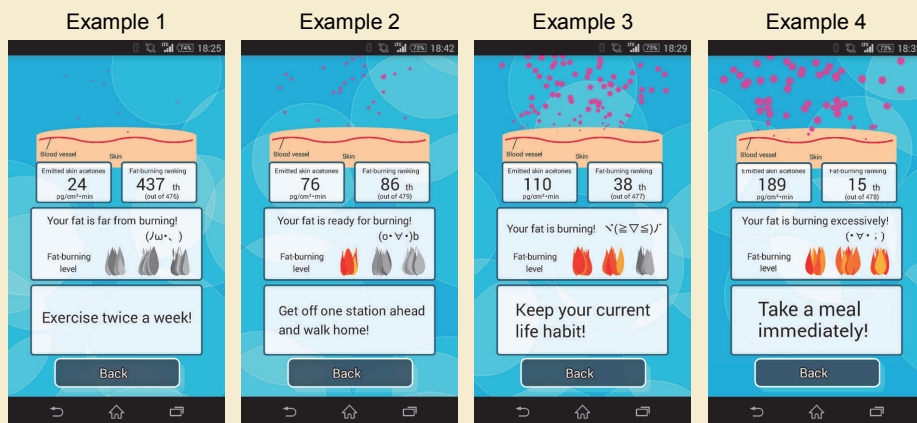 Example 1
LTE 74% 18:25
Blood vessel
Skin
Emitted skin acetones
24
pg/cm²・min
Fat-burning ranking
437 th
(out of 476)
Your fat is far from burning!
(ﾉω・、)
Fat-burning
level
Exercise twice a week!
Back
Example 2
LTE 73% 18:42
Blood vessel
Skin
Emitted skin acetones
76
pg/cm²・min
Fat-burning ranking
86 th
(out of 479)
Your fat is ready for burning!
(o・∀・)b
Fat-burning
level
Get off one station ahead
and walk home!
Back
Example 3
LTE 73% 18:29
Blood vessel
Skin
Emitted skin acetones
110
pg/cm²・min
Fat-burning ranking
38 th
(out of 477)
Your fat is burning! ヽ(≧▽≦)ﾉ
Fat-burning
level
Keep your current
life habit!
Back
Example 4
LTE 73%
Blood vessel
Skin
Emitted skin acetones
189
pg/cm²・min
Fat-burning ranking
15 th
(out of 478)
Your fat is burning excessively!
(・∀・；)
Fat-burning
level
Take a meal
immediately!
Back